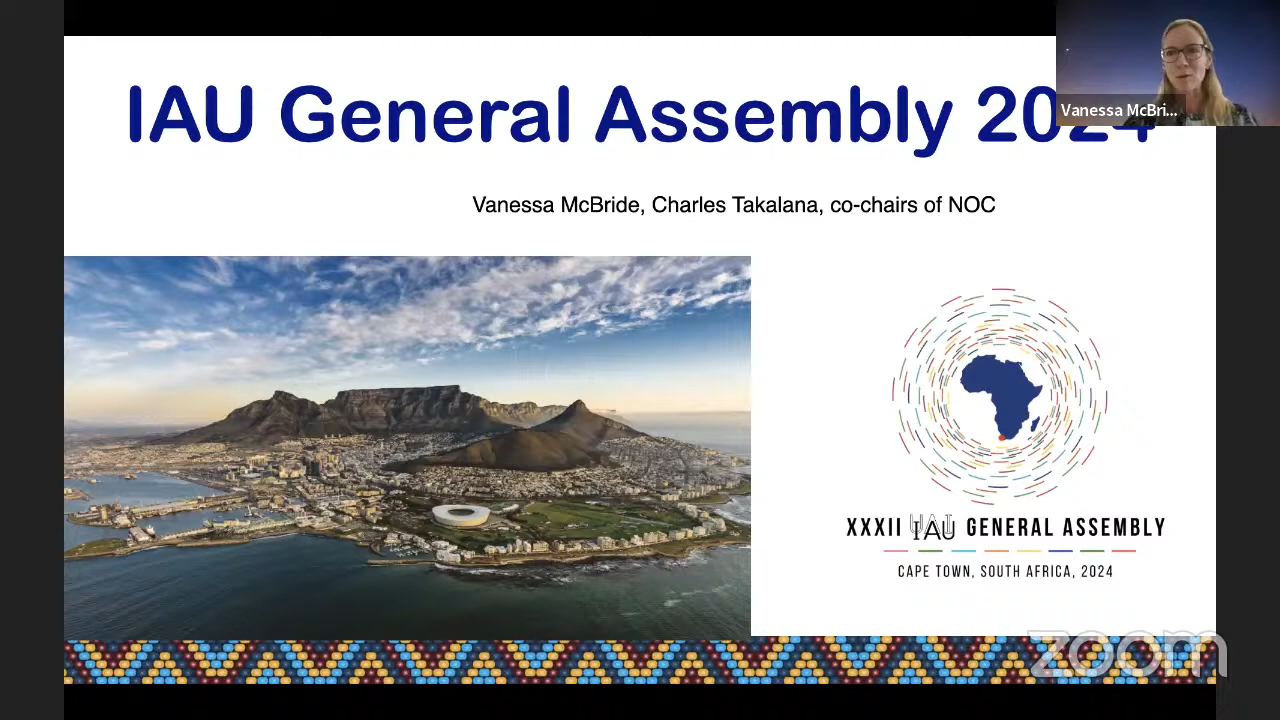 IAU General Assembly 2024
Vanessa McBri...
Vanessa McBride, Charles Takalana, co-chairs of NOC
XXXII IAU GENERAL ASSEMBLY
CAPE TOWN, SOUTH AFRICA, 2024
zoom